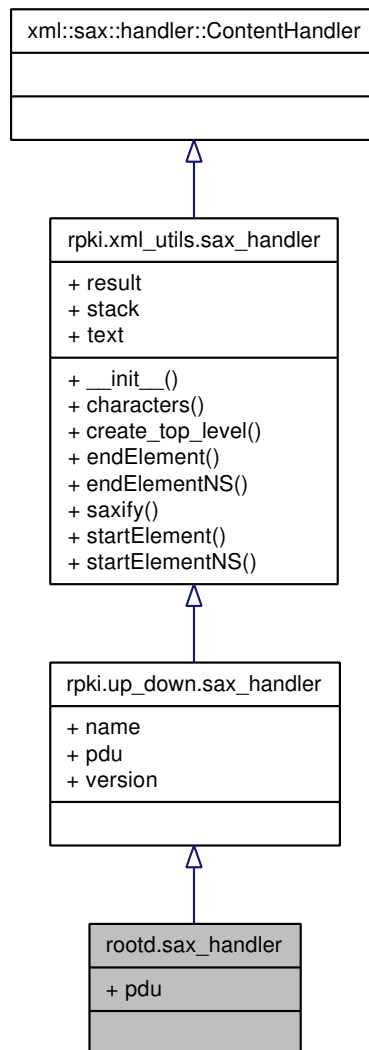 xml::sax::handler::ContentHandler
rpki.xml_utils.sax_handler
+ result
+ stack
+ text
+ __init__()
+ characters()
+ create_top_level()
+ endElement()
+ endElementNS()
+ saxify()
+ startElement()
+ startElementNS()
rpki.up_down.sax_handler
+ name
+ pdu
+ version
rootd.sax_handler
+ pdu